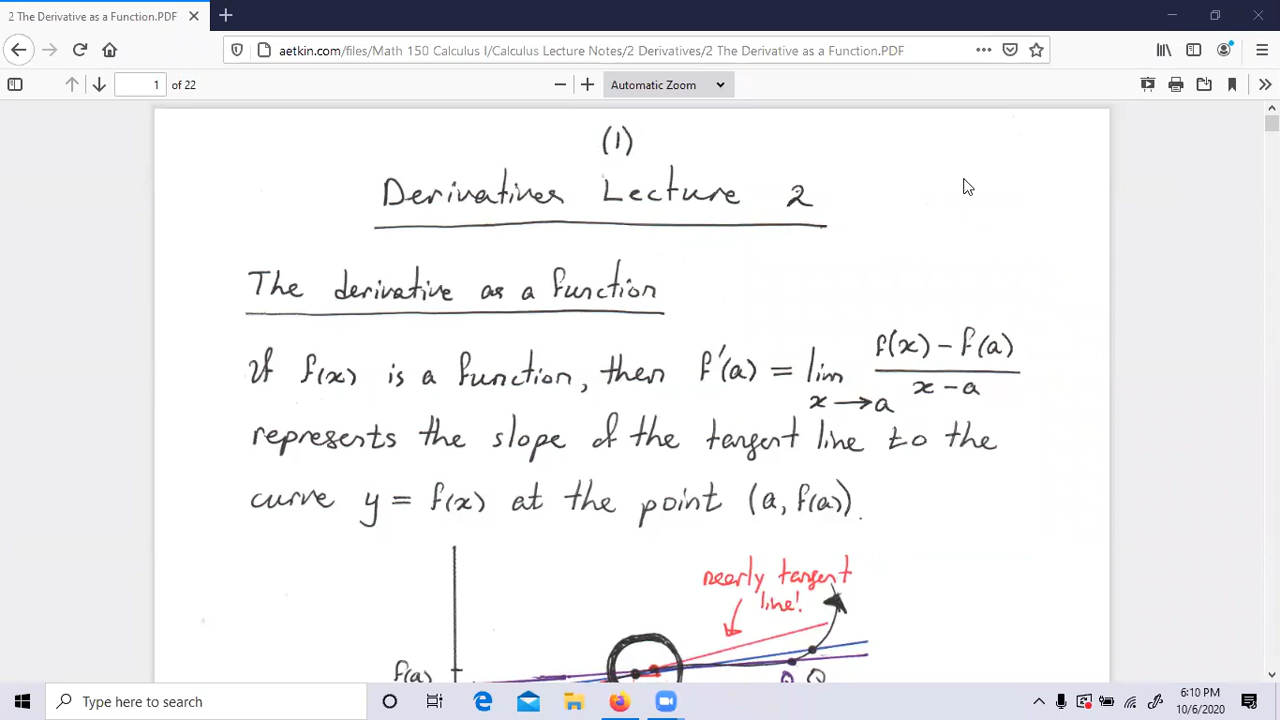 2 The Derivative as a Function.PDF
aetkin.com/files/Math 150 Calculus I/Calculus Lecture Notes/2 Derivatives/2 The Derivative as a Function.PDF
1 of 22
Automatic Zoom
(1)
Derivatives Lecture 2
The derivative as a function
If f(x) is a function, then f'(a) = lim x→a f(x) - f(a) / x - a
represents the slope of the tangent line to the
curve y = f(x) at the point (a, f(a)).
nearly tangent
line!
f(a)
Type here to search
6:10 PM
10/6/2020